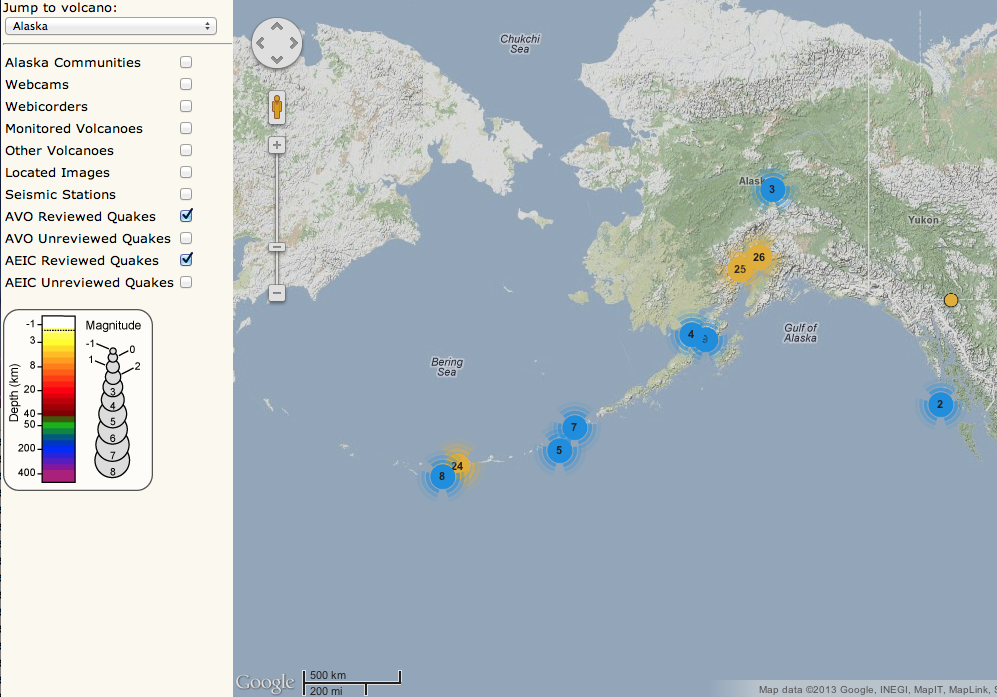 Jump to volcano:
Alaska
Alaska Communities
Webcams
Webicorders
Monitored Volcanoes
Other Volcanoes
Located Images
Seismic Stations
AVO Reviewed Quakes
AVO Unreviewed Quakes
AEIC Reviewed Quakes
AEIC Unreviewed Quakes
Depth (km)
-1
3
8
20
40
50
200
400
Magnitude
-1
0
1
2
3
4
5
6
7
8
Chukchi
Sea
Alaska
3
Yukon
26
25
4
3
Gulf of
Alaska
Bering
Sea
2
7
5
24
8
Google
500 km
200 mi
Map data ©2013 Google, INEGI, MapIT, MapLink,